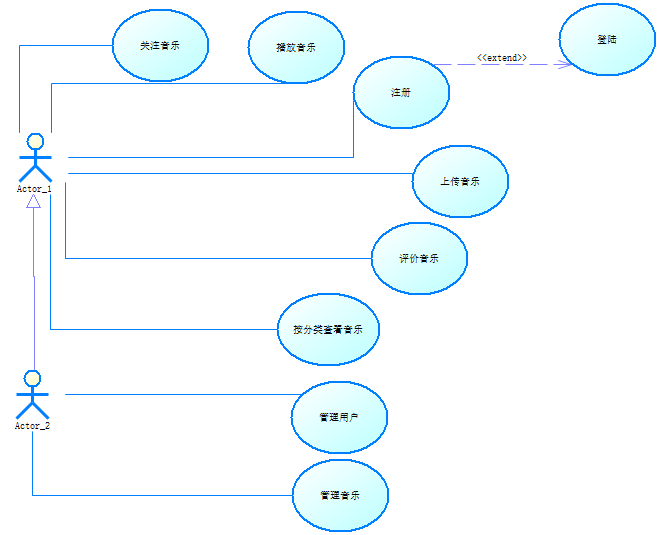 关注音乐
播放音乐
登陆
<<extend>>
注册
上传音乐
Actor_1
评价音乐
按分类查看音乐
管理用户
Actor_2
管理音乐